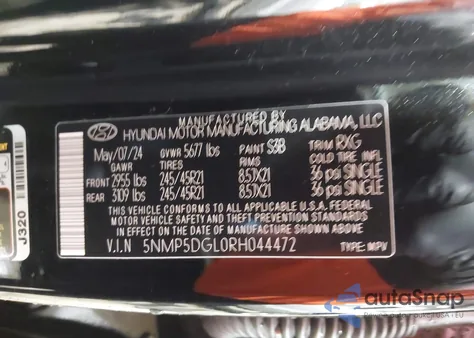 MANUFACTURED BY
HYUNDAI MOTOR MANUFACTURING ALABAMA, LLC
May/07/24 GVWR 5677 lbs PAINT S3B TRIM RXG
GAWR TIRES RIMS COLD TIRE INFL
FRONT 2955 lbs 245/45R21 8.5JX21 36 psi SINGLE
REAR 3109 lbs 245/45R21 8.5JX21 36 psi SINGLE
THIS VEHICLE CONFORMS TO ALL APPLICABLE U.S.A. FEDERAL
MOTOR VEHICLE SAFETY AND THEFT PREVENTION STANDARDS
IN EFFECT ON THE DATE OF MANUFACTURE SHOWN ABOVE.
V.I.N 5NMP5DGL0RH044472 TYPE: MPV
J320
autoSnap